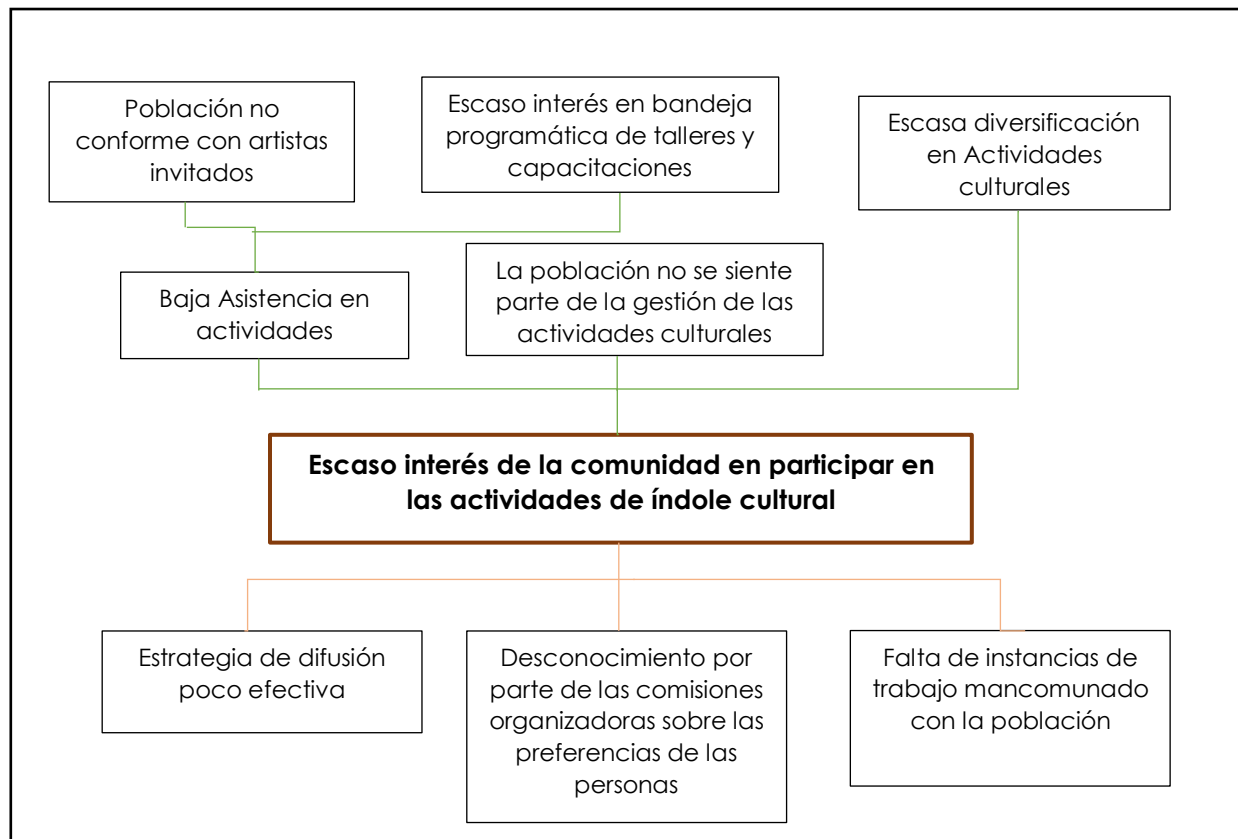 Población no
conforme con artistas
invitados
Escaso interés en bandeja
programática de talleres y
capacitaciones
Escasa diversificación
en Actividades
culturales
Baja Asistencia en
actividades
La población no se siente
parte de la gestión de las
actividades culturales
Escaso interés de la comunidad en participar en
las actividades de índole cultural
Estrategia de difusión
poco efectiva
Desconocimiento por
parte de las comisiones
organizadoras sobre las
preferencias de las
personas
Falta de instancias de
trabajo mancomunado
con la población